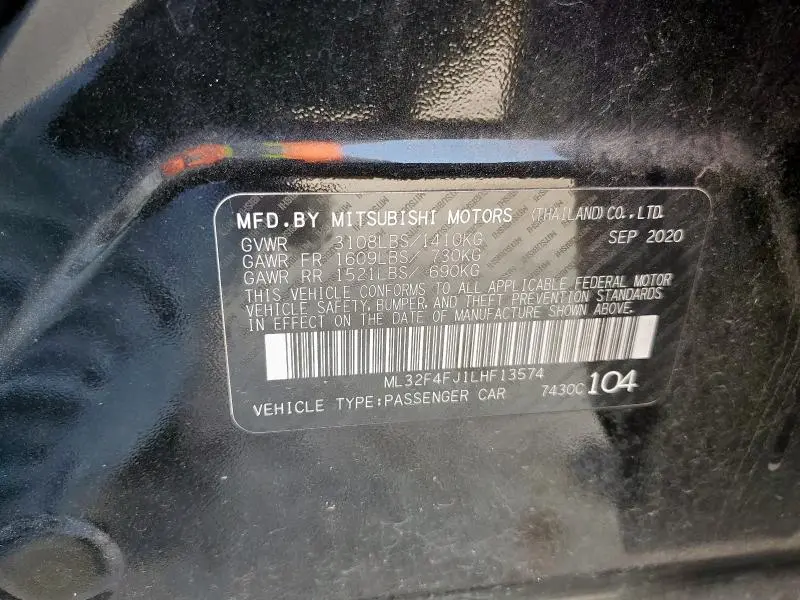 MFD.BY MITSUBISHI MOTORS (THAILAND) CO., LTD.
GVWR 3108LBS/1410KG SEP 2020
GAWR FR 1609LBS/ 730KG
GAWR RR 1521LBS/ 690KG
THIS VEHICLE CONFORMS TO ALL APPLICABLE FEDERAL MOTOR
VEHICLE SAFETY, BUMPER, AND THEFT PREVENTION STANDARDS
IN EFFECT ON THE DATE OF MANUFACTURE SHOWN ABOVE.
ML32F4FJ1LHF13574
VEHICLE TYPE:PASSENGER CAR 7430C 104